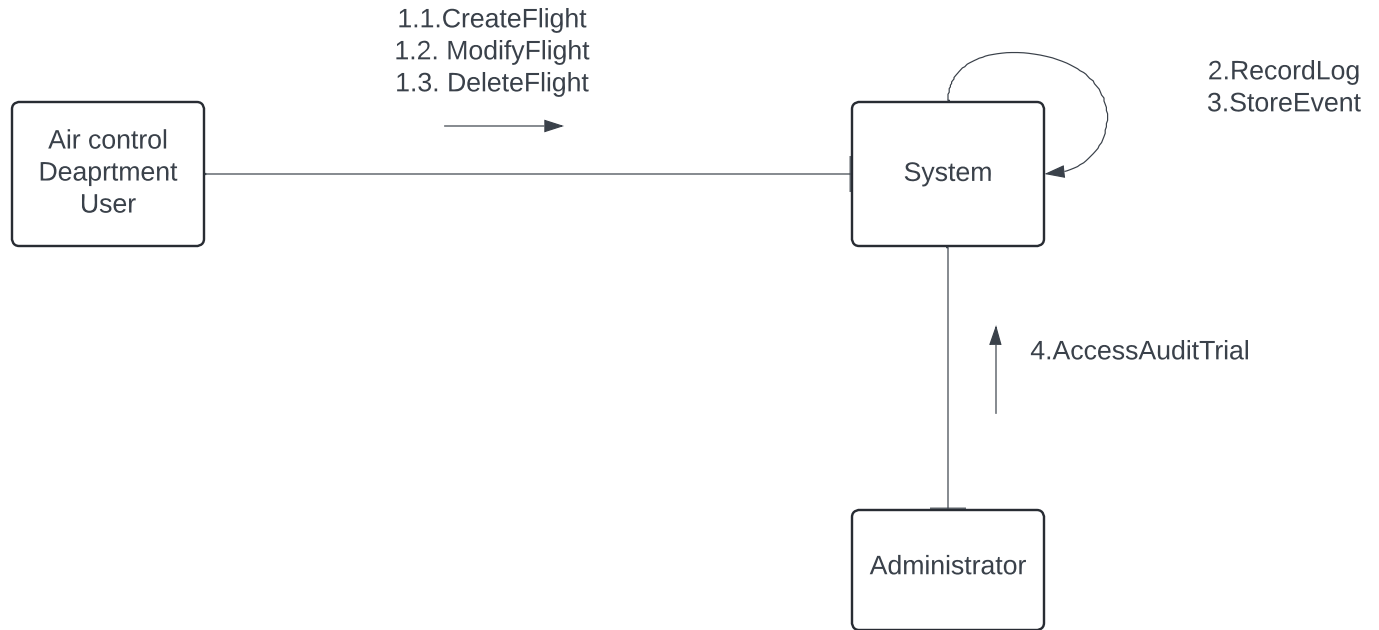 1.1.CreateFlight
1.2. ModifyFlight
1.3. DeleteFlight
2.RecordLog
3.StoreEvent
Air control
Deaprtment
User
System
4.AccessAuditTrial
Administrator